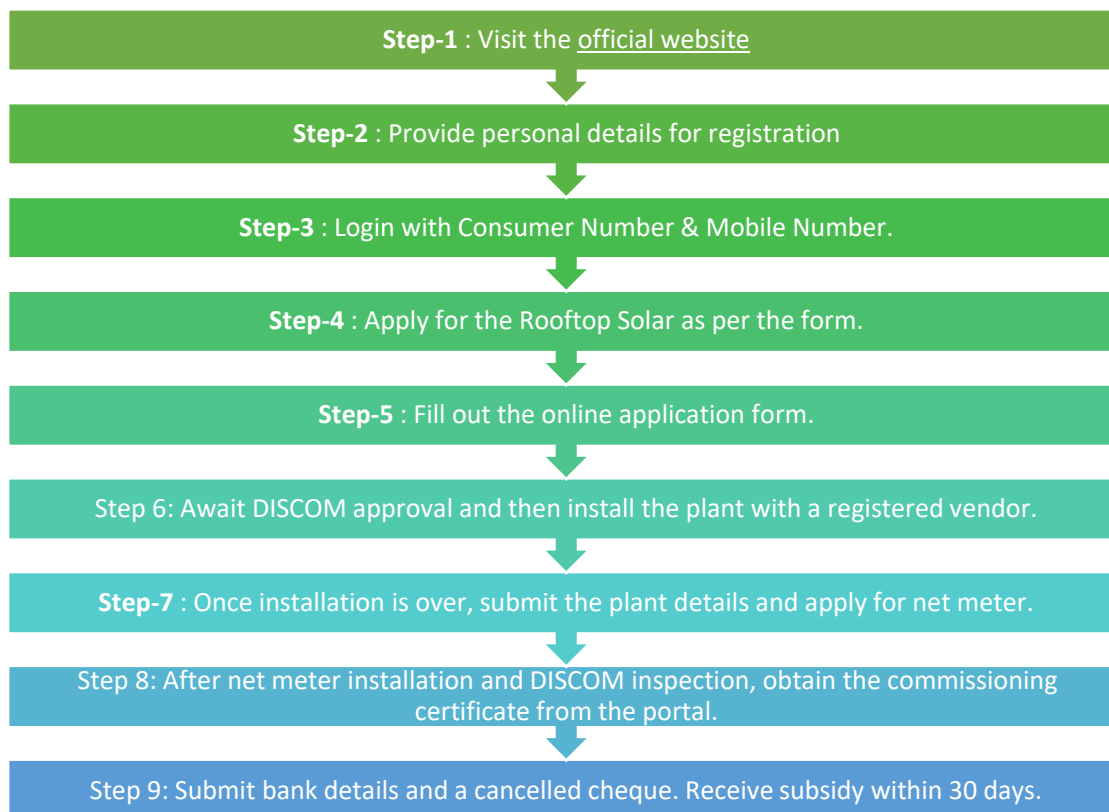 Step-1 : Visit the official website
Step-2 : Provide personal details for registration
Step-3 : Login with Consumer Number & Mobile Number.
Step-4 : Apply for the Rooftop Solar as per the form.
Step-5 : Fill out the online application form.
Step 6: Await DISCOM approval and then install the plant with a registered vendor.
Step-7 : Once installation is over, submit the plant details and apply for net meter.
Step 8: After net meter installation and DISCOM inspection, obtain the commissioning
certificate from the portal.
Step 9: Submit bank details and a cancelled cheque. Receive subsidy within 30 days.